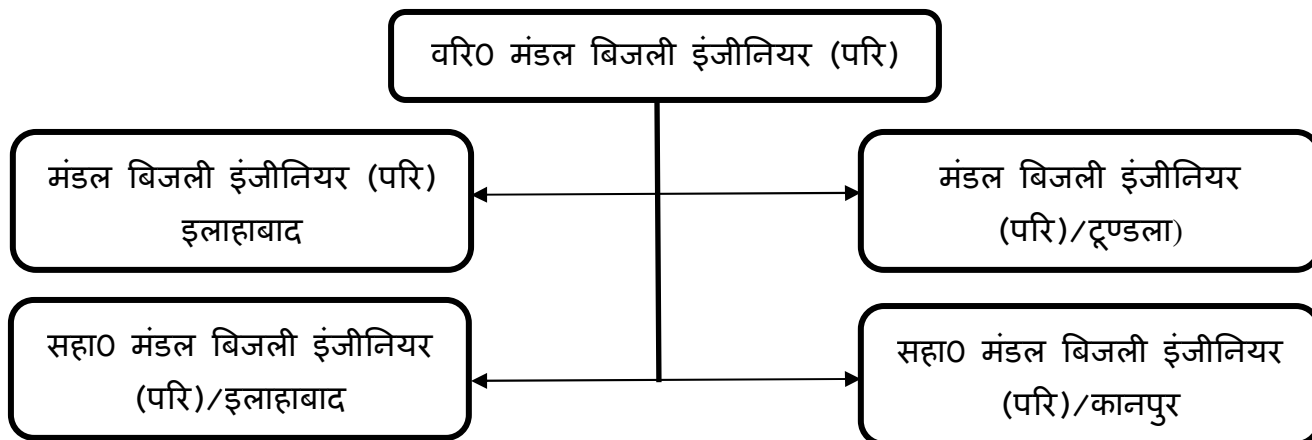 वरि0 मंडल बिजली इंजीनियर (परि)
मंडल बिजली इंजीनियर (परि)
इलाहाबाद
मंडल बिजली इंजीनियर
(परि)/टूण्डला)
सहा0 मंडल बिजली इंजीनियर
(परि)/इलाहाबाद
सहा0 मंडल बिजली इंजीनियर
(परि)/कानपुर